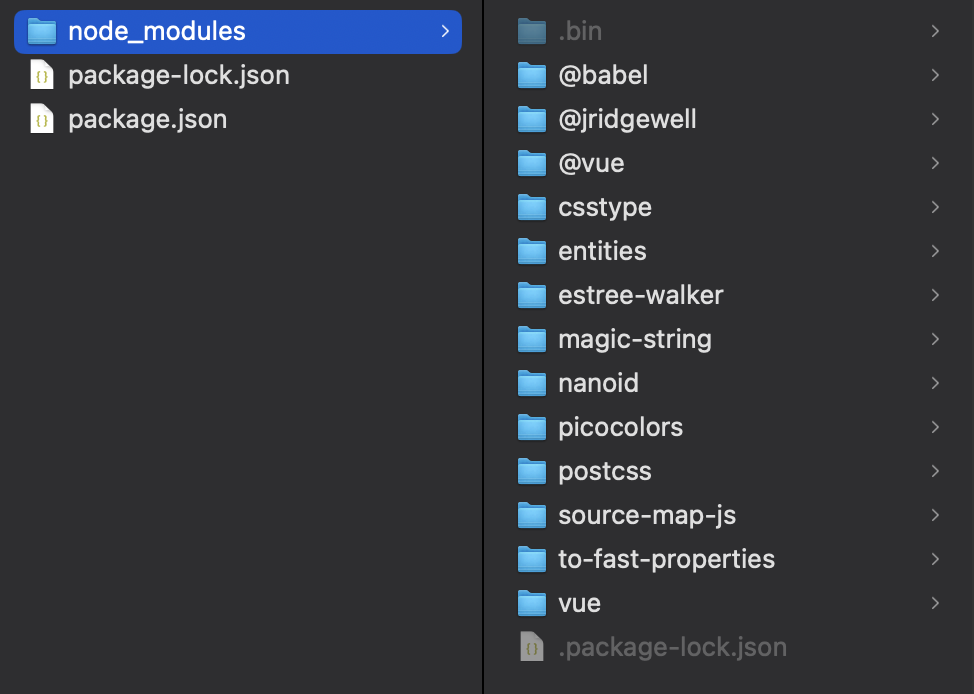 node_modules
package-lock.json
package.json
.bin
@babel
@jridgewell
@vue
csstype
entities
estree-walker
magic-string
nanoid
picocolors
postcss
source-map-js
to-fast-properties
vue
.package-lock.json